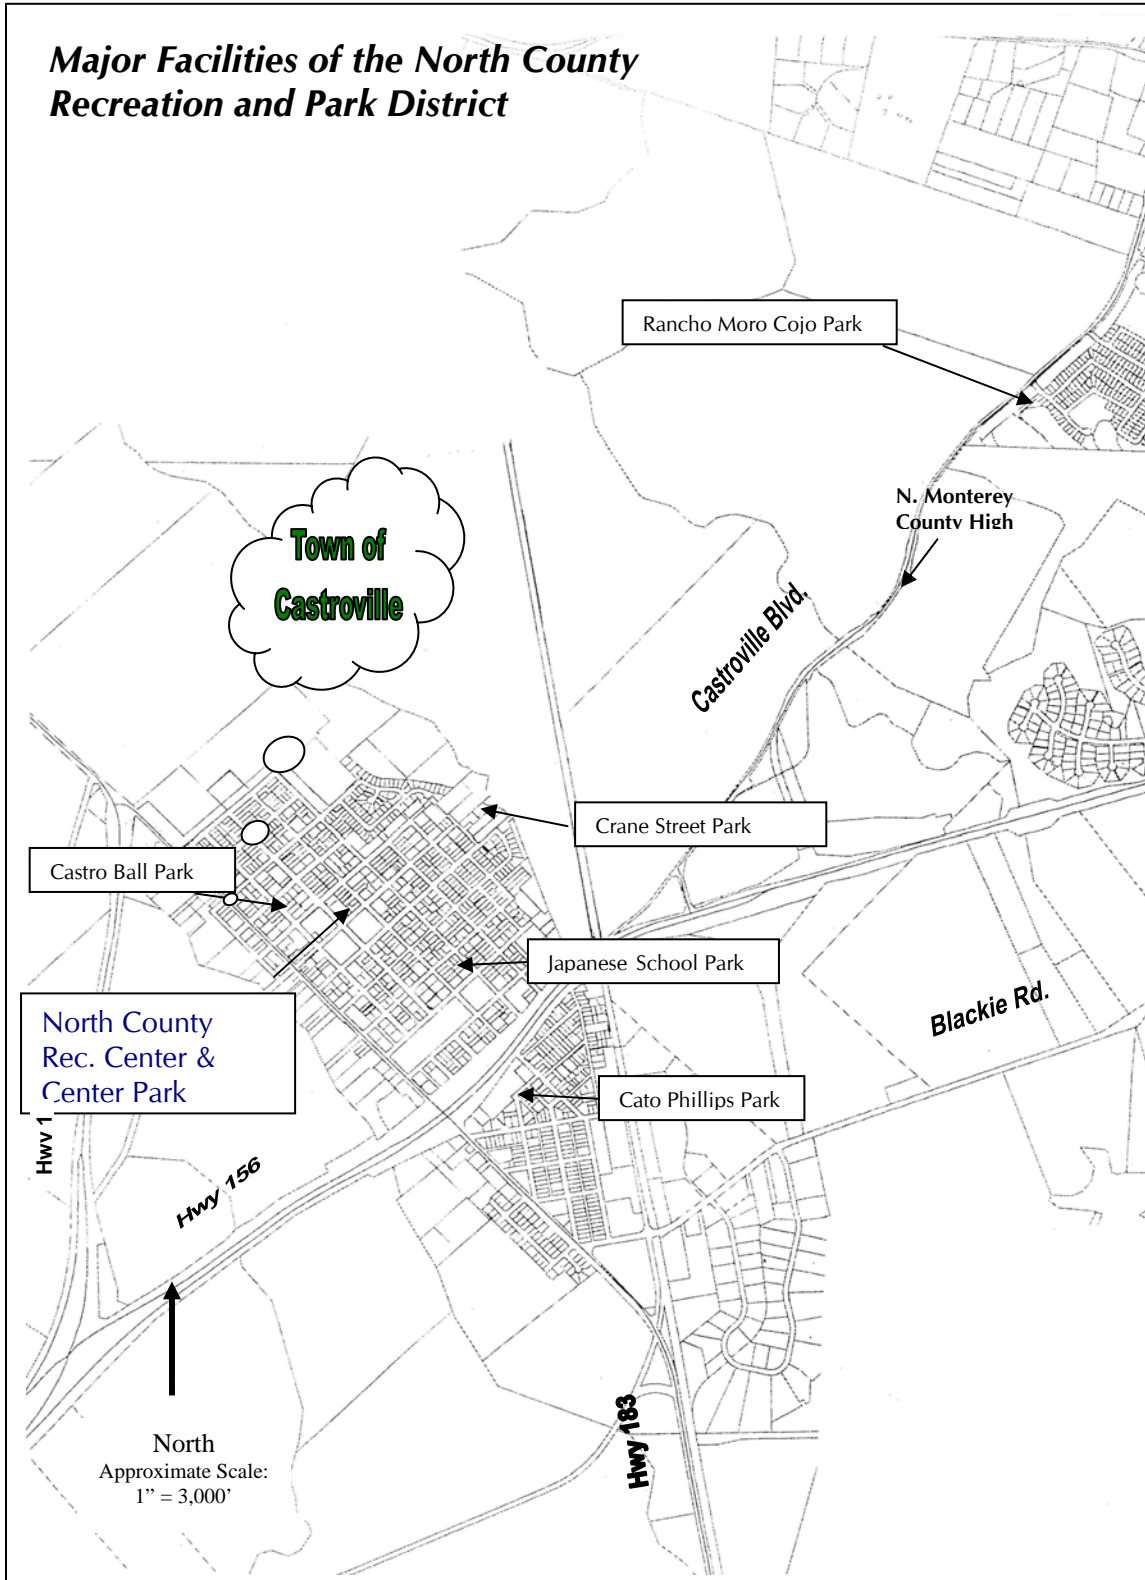 Major Facilities of the North County
Recreation and Park District
Rancho Moro Cojo Park
N. Monterey
County High
Town of
Castroville
Castroville Blvd.
Crane Street Park
Castro Ball Park
Japanese School Park
North County
Rec. Center &
Center Park
Blackie Rd.
Cato Phillips Park
Hwy 1
Hwy 156
North
Approximate Scale:
1” = 3,000’
Hwy 183